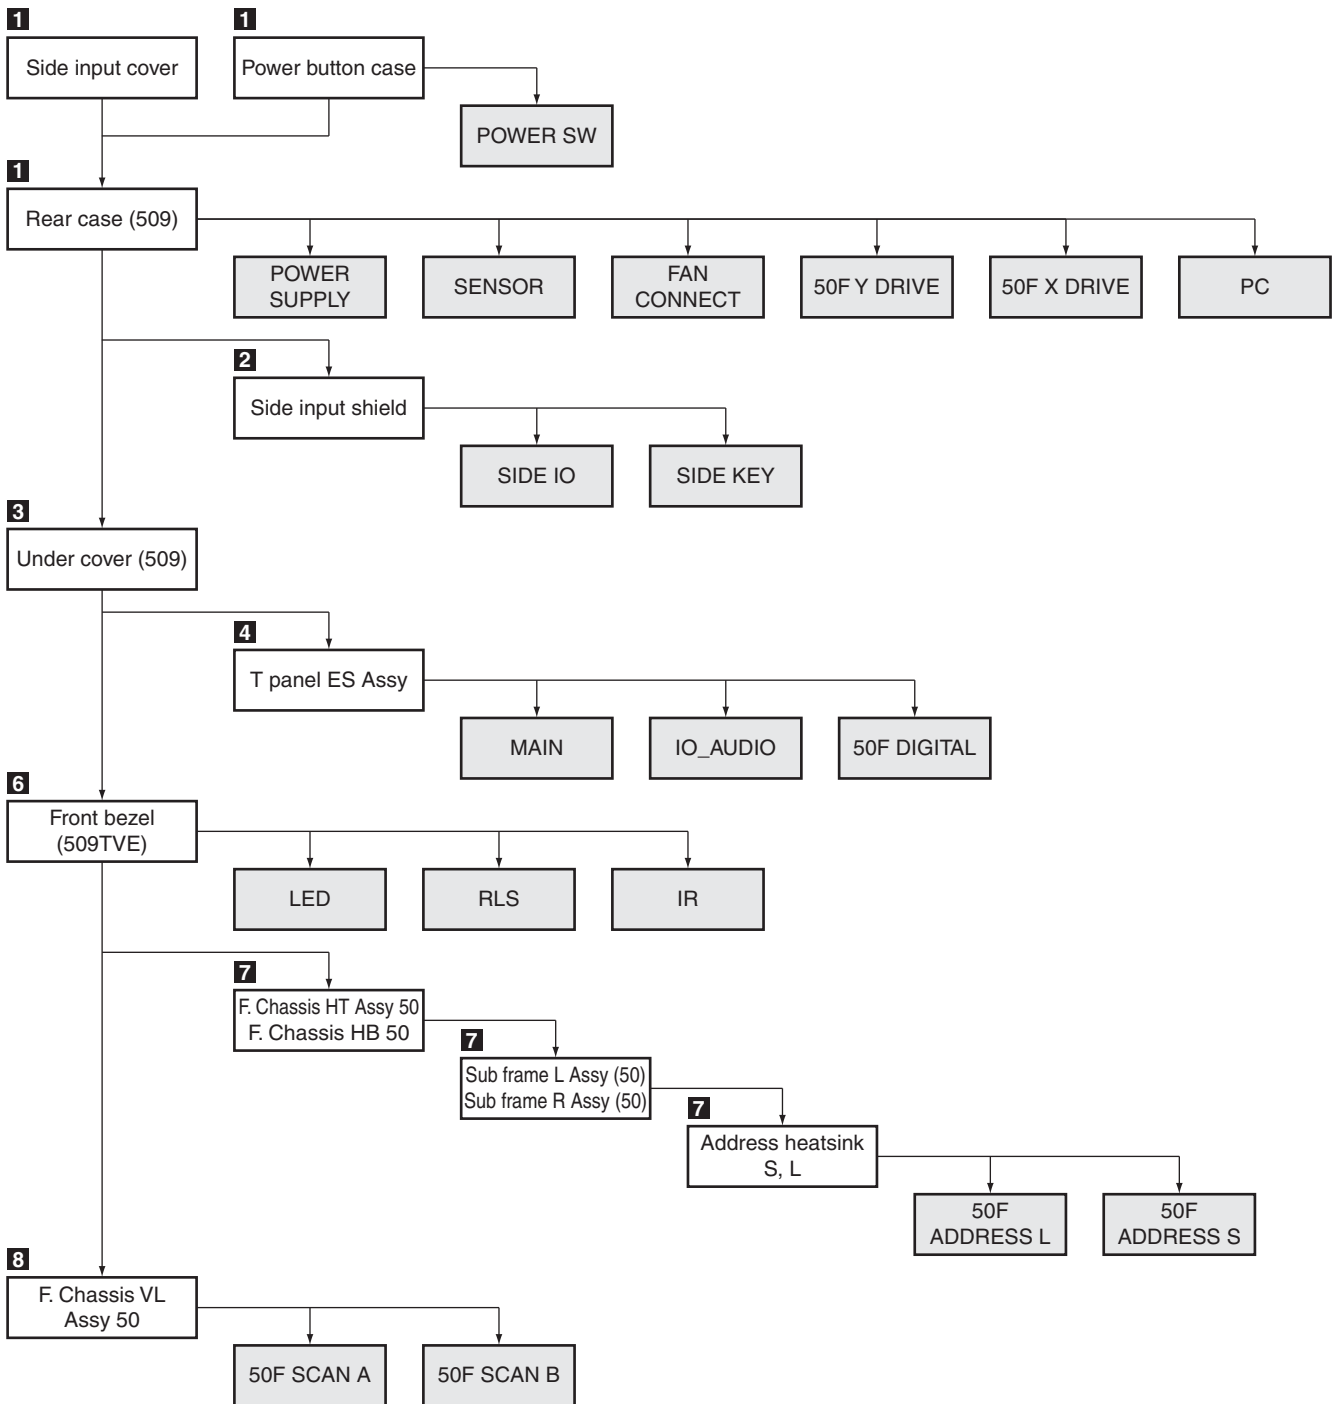 1
1
Side input cover
Power button case
POWER SW
1
Rear case (509)
POWER
SUPPLY
SENSOR
FAN
CONNECT
50F Y DRIVE
50F X DRIVE
PC
2
Side input shield
SIDE IO
SIDE KEY
3
Under cover (509)
4
T panel ES Assy
MAIN
IO_AUDIO
50F DIGITAL
6
Front bezel
(509TVE)
LED
RLS
IR
7
F. Chassis HT Assy 50
F. Chassis HB 50
7
Sub frame L Assy (50)
Sub frame R Assy (50)
7
Address heatsink
S, L
50F
ADDRESS L
50F
ADDRESS S
8
F. Chassis VL
Assy 50
50F SCAN A
50F SCAN B